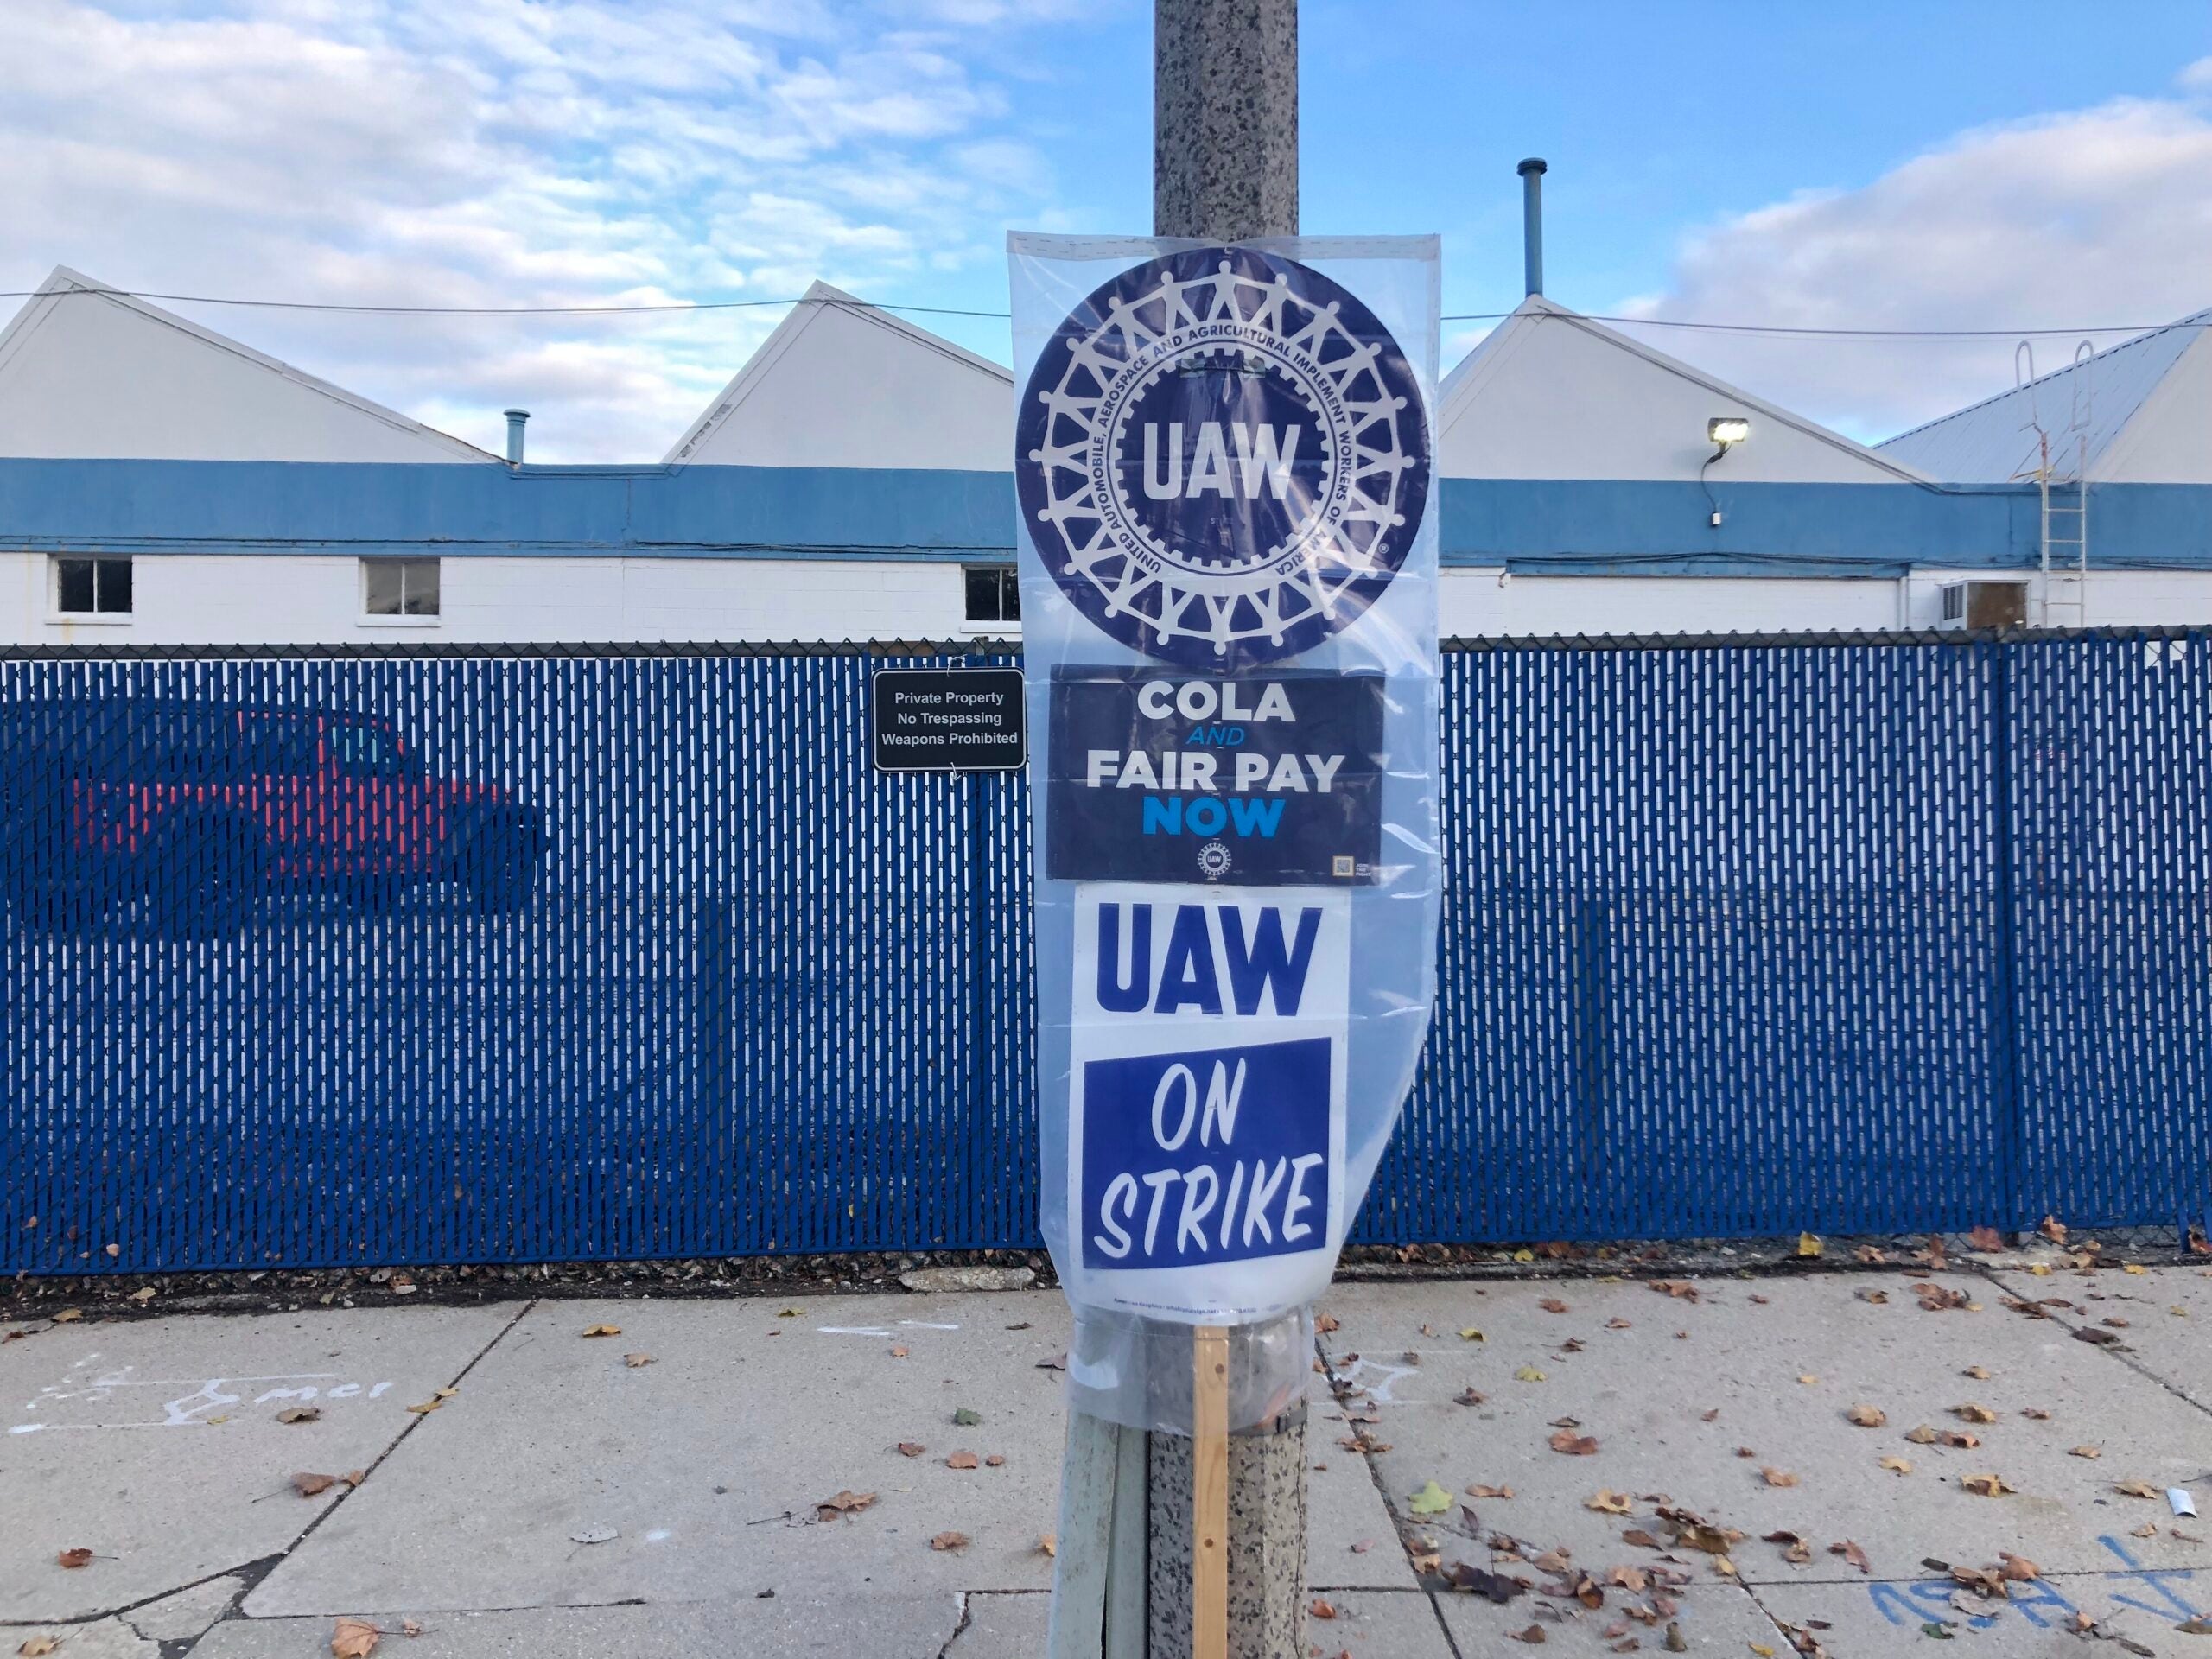 UNITED AUTOMOBILE, AEROSPACE AND AGRICULTURAL IMPLEMENT WORKERS OF AMERICA
UAW
®
Private Property
No Trespassing
Weapons Prohibited
COLA
AND
FAIR PAY
NOW
UAW
UAW
ON
STRIKE